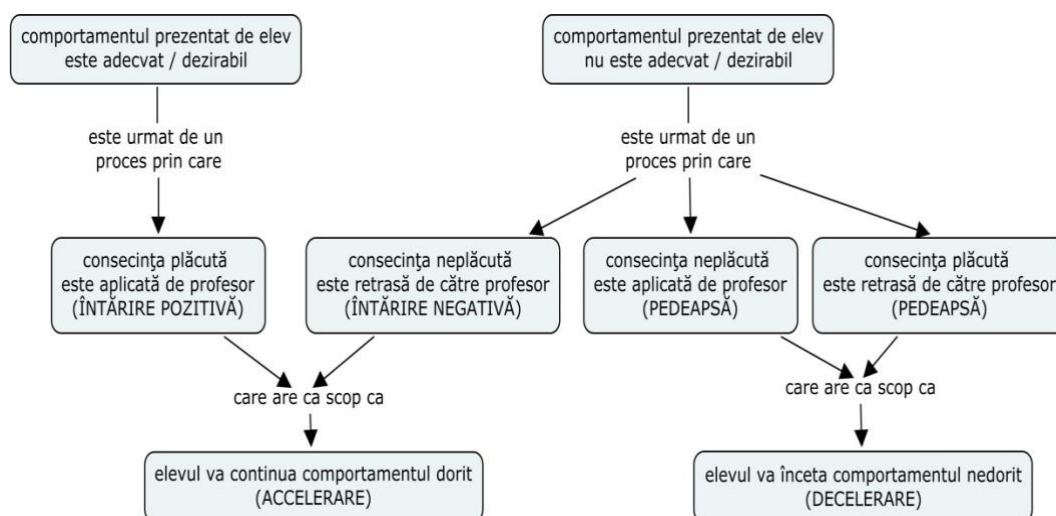 comportamentul prezentat de elev
este adecvat / dezirabil
comportamentul prezentat de elev
nu este adecvat / dezirabil
este urmat de un
proces prin care
este urmat de un
proces prin care
consecinţa plăcută
este aplicată de profesor
(ÎNTĂRIRE POZITIVĂ)
consecinţa neplăcută
este retrasă de către profesor
(ÎNTĂRIRE NEGATIVĂ)
consecinţa neplăcută
este aplicată de profesor
(PEDEAPSĂ)
consecinţa plăcută
este retrasă de către profesor
(PEDEAPSĂ)
care are ca scop ca
care are ca scop ca
elevul va continua comportamentul dorit
(ACCELERARE)
elevul va înceta comportamentul nedorit
(DECELERARE)